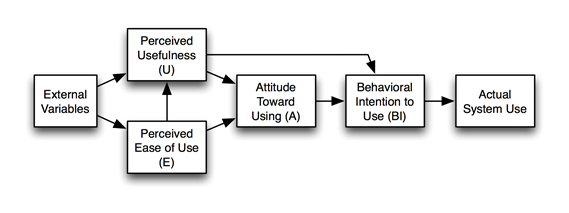 External
Variables
Perceived
Usefulness
(U)
Perceived
Ease of Use
(E)
Attitude
Toward
Using (A)
Behavioral
Intention to
Use (BI)
Actual
System Use